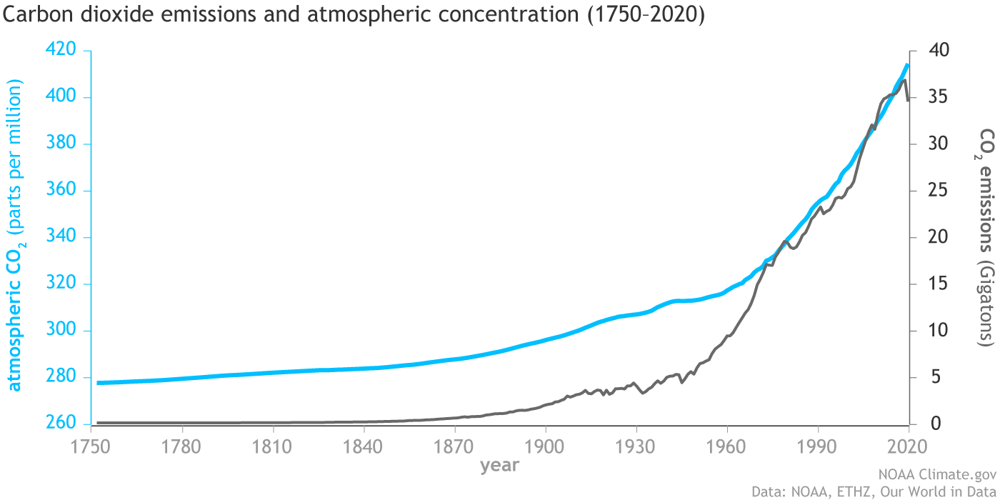 Carbon dioxide emissions and atmospheric concentration (1750-2020)
420
400
380
360
340
320
300
280
260
atmospheric CO2 (parts per million)
40
35
30
25
20
15
10
5
0
CO2 emissions (Gigatons)
1750 1780 1810 1840 1870 1900 1930 1960 1990 2020
year
NOAA Climate.gov
Data: NOAA, ETHZ, Our World in Data